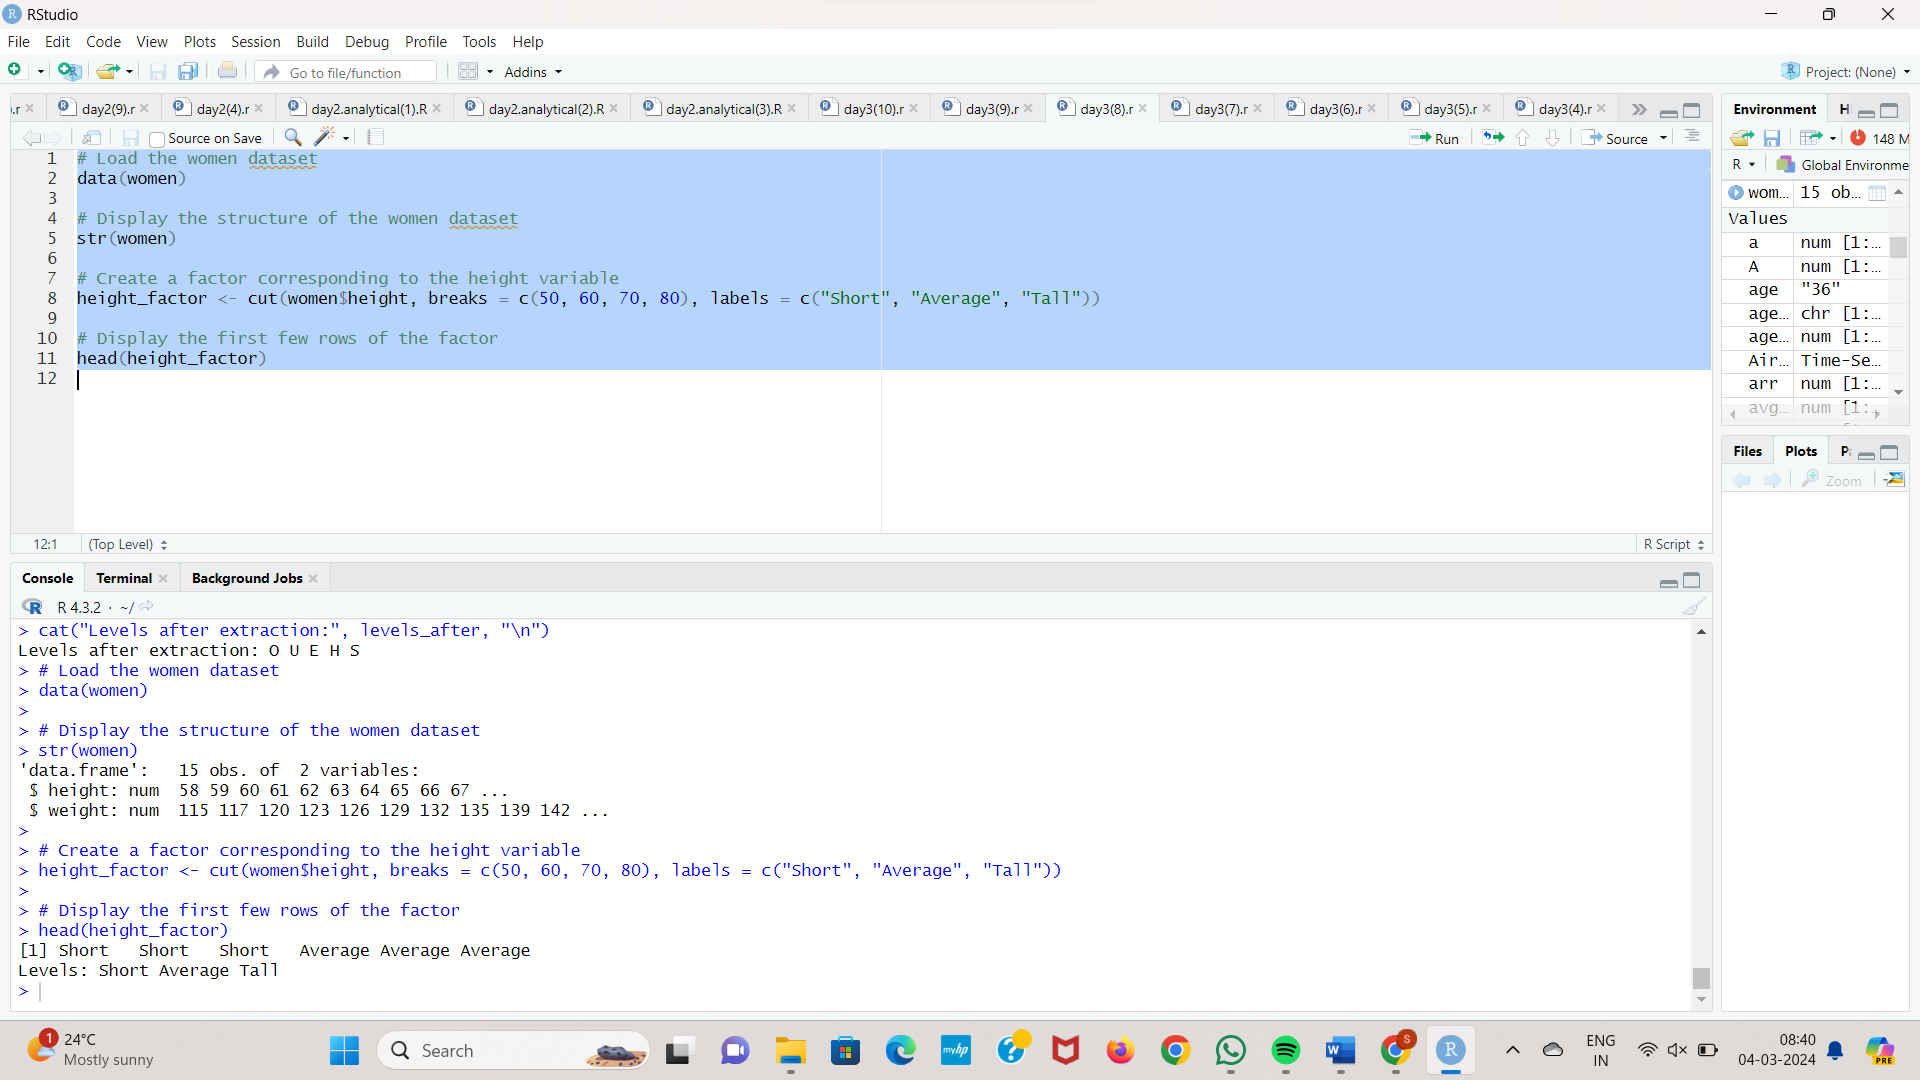 RStudio
File Edit Code View Plots Session Build Debug Profile Tools Help
Go to file/function Addins Project: (None)
.r day2(9).r day2(4).r day2.analytical(1).R day2.analytical(2).R day2.analytical(3).R day3(10).r day3(9).r day3(8).r day3(7).r day3(6).r day3(5).r day3(4).r
Source on Save Run Source
1 # Load the women dataset
2 data(women)
3
4 # Display the structure of the women dataset
5 str(women)
6
7 # Create a factor corresponding to the height variable
8 height_factor <- cut(women$height, breaks = c(50, 60, 70, 80), labels = c("Short", "Average", "Tall"))
9
10 # Display the first few rows of the factor
11 head(height_factor)
12
12:1 (Top Level) R Script
Console Terminal Background Jobs
R 4.3.2 · ~/
> cat("Levels after extraction:", levels_after, "\n")
Levels after extraction: O U E H S
> # Load the women dataset
> data(women)
>
> # Display the structure of the women dataset
> str(women)
'data.frame': 15 obs. of 2 variables:
$ height: num 58 59 60 61 62 63 64 65 66 67 ...
$ weight: num 115 117 120 123 126 129 132 135 139 142 ...
>
> # Create a factor corresponding to the height variable
> height_factor <- cut(women$height, breaks = c(50, 60, 70, 80), labels = c("Short", "Average", "Tall"))
>
> # Display the first few rows of the factor
> head(height_factor)
[1] Short Short Short Average Average Average
Levels: Short Average Tall
>
Environment H
148 M
R Global Environme
wom... 15 ob...
Values
a num [1:...
A num [1:...
age "36"
age... chr [1:...
age... num [1:...
Air... Time-Se...
arr num [1:...
avg... num [1:...
Files Plots P
Zoom
1 24°C
Mostly sunny
Search
myhp
S
R
ENG
IN
08:40
04-03-2024
PRE